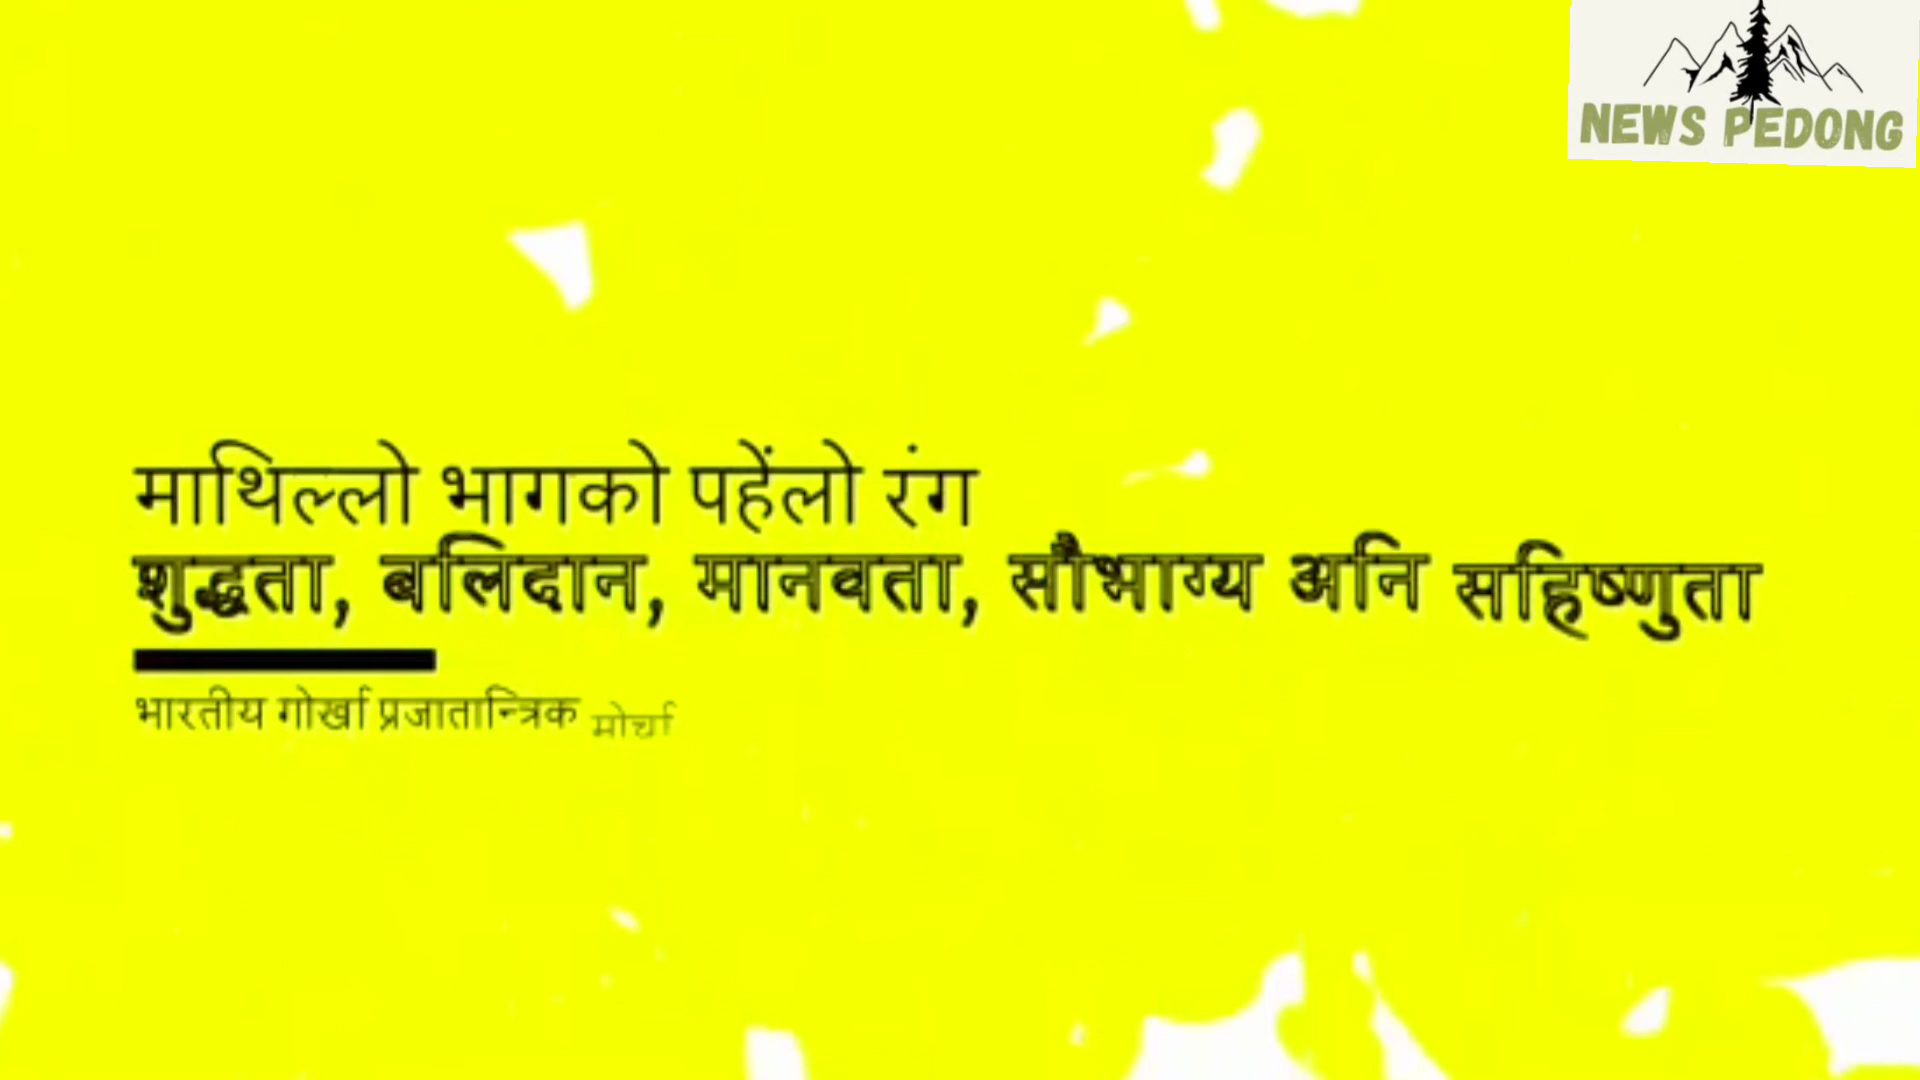 NEWS PEDONG
माथिल्लो भागको पहेंलो रंग
शुद्धता, बलिदान, मानवता, सौभाग्य अनि सहिष्णुता
भारतीय गोर्खा प्रजातान्त्रिक मोर्चा